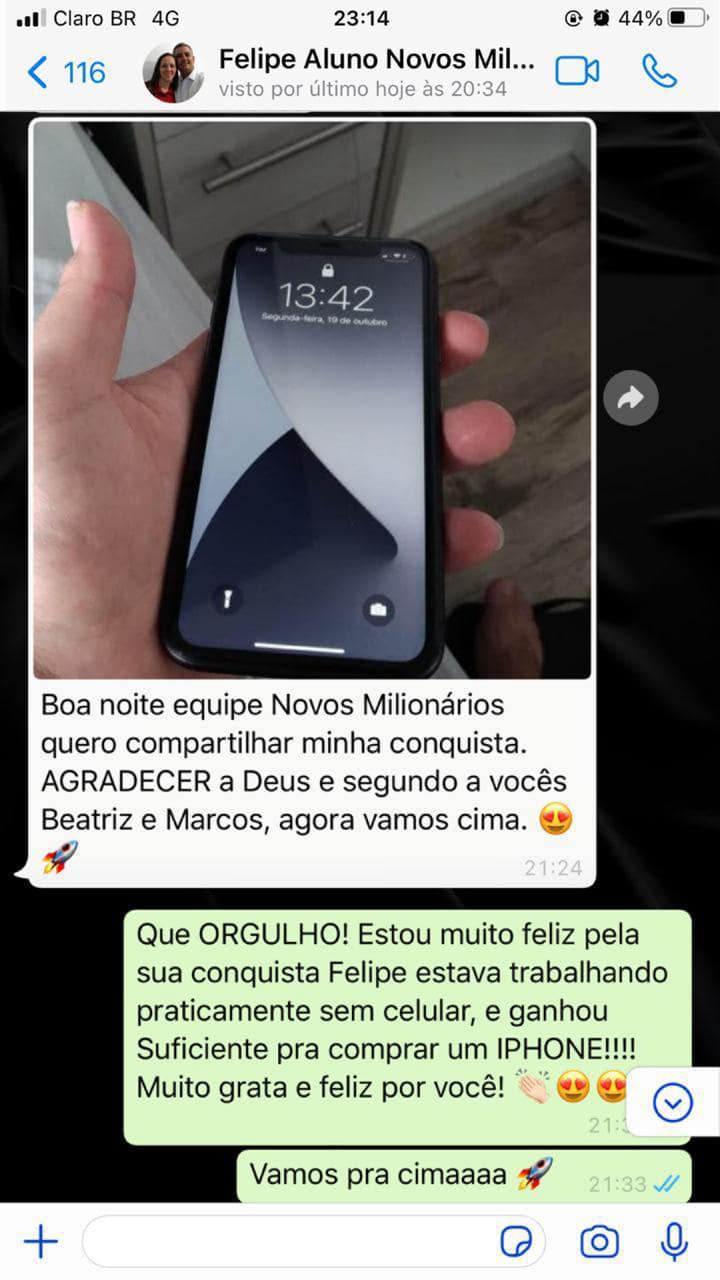 Claro BR 4G 23:14 44%
116 Felipe Aluno Novos Mil...
visto por último hoje às 20:34
13:42
Segunda-feira, 19 de outubro
Boa noite equipe Novos Milionários
quero compartilhar minha conquista.
AGRADECER a Deus e segundo a vocês
Beatriz e Marcos, agora vamos cima. 😍
🚀
21:24
Que ORGULHO! Estou muito feliz pela
sua conquista Felipe estava trabalhando
praticamente sem celular, e ganhou
Suficiente pra comprar um IPHONE!!!!
Muito grata e feliz por você! 👏🏻😍😍
Vamos pra cimaaaa 🚀 21:33